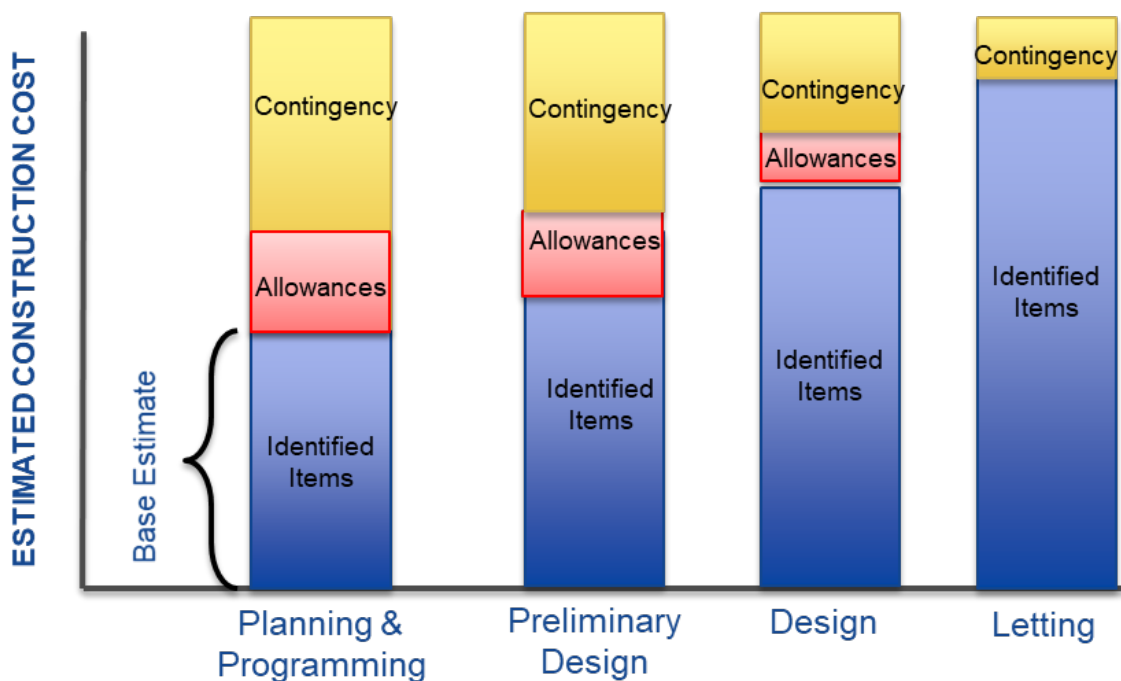 ESTIMATED CONSTRUCTION COST
Base Estimate
Contingency
Allowances
Identified
Items
Contingency
Allowances
Identified
Items
Contingency
Allowances
Identified
Items
Contingency
Identified
Items
Planning &
Programming
Preliminary
Design
Design
Letting